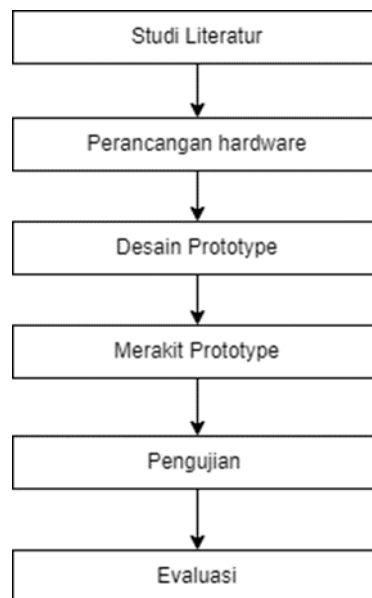 Studi Literatur
Perancangan hardware
Desain Prototype
Merakit Prototype
Pengujian
Evaluasi